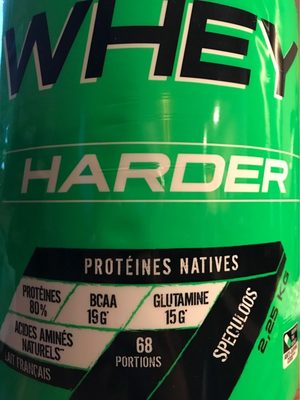 WHEY
HARDER
PROTÉINES NATIVES
PROTÉINES
80%
BCAA
19G*
GLUTAMINE
15G*
ACIDES AMINÉS
NATURELS**
68
PORTIONS
LAIT FRANÇAIS
SPECULOOS
2,25 KG